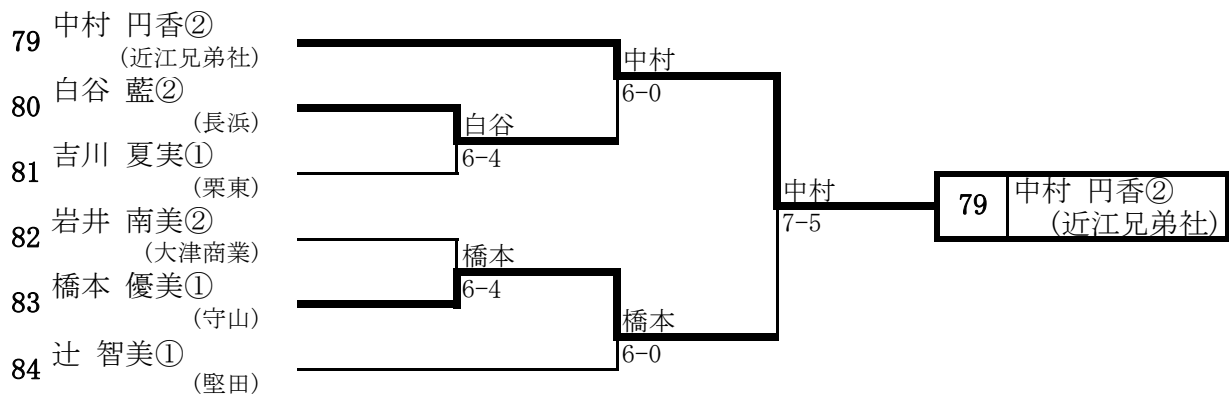 79 中村 円香②
(近江兄弟社)
80 白谷 藍②
(長浜)
81 吉川 夏実①
(栗東)
82 岩井 南美②
(大津商業)
83 橋本 優美①
(守山)
84 辻 智美①
(堅田)
白谷
6-4
橋本
6-4
中村
6-0
橋本
6-0
中村
7-5
79 中村 円香②
(近江兄弟社)